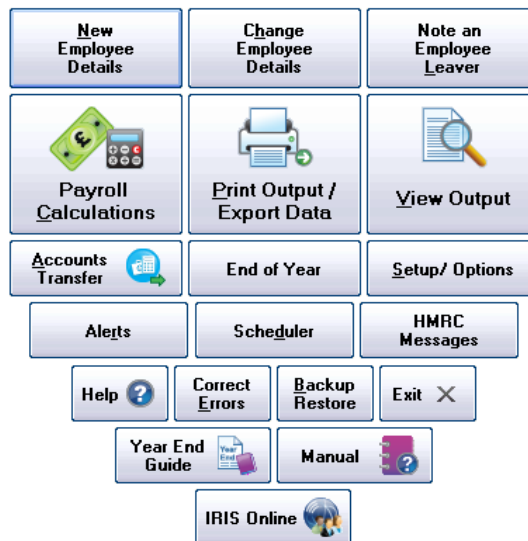 New
Employee
Details
Change
Employee
Details
Note an
Employee
Leaver
Payroll
Calculations
Print Output /
Export Data
View Output
Accounts
Transfer
End of Year
Setup/ Options
Alerts
Scheduler
HMRC
Messages
Help
Correct
Errors
Backup
Restore
Exit
Year End
Guide
Year
End
Manual
IRIS Online